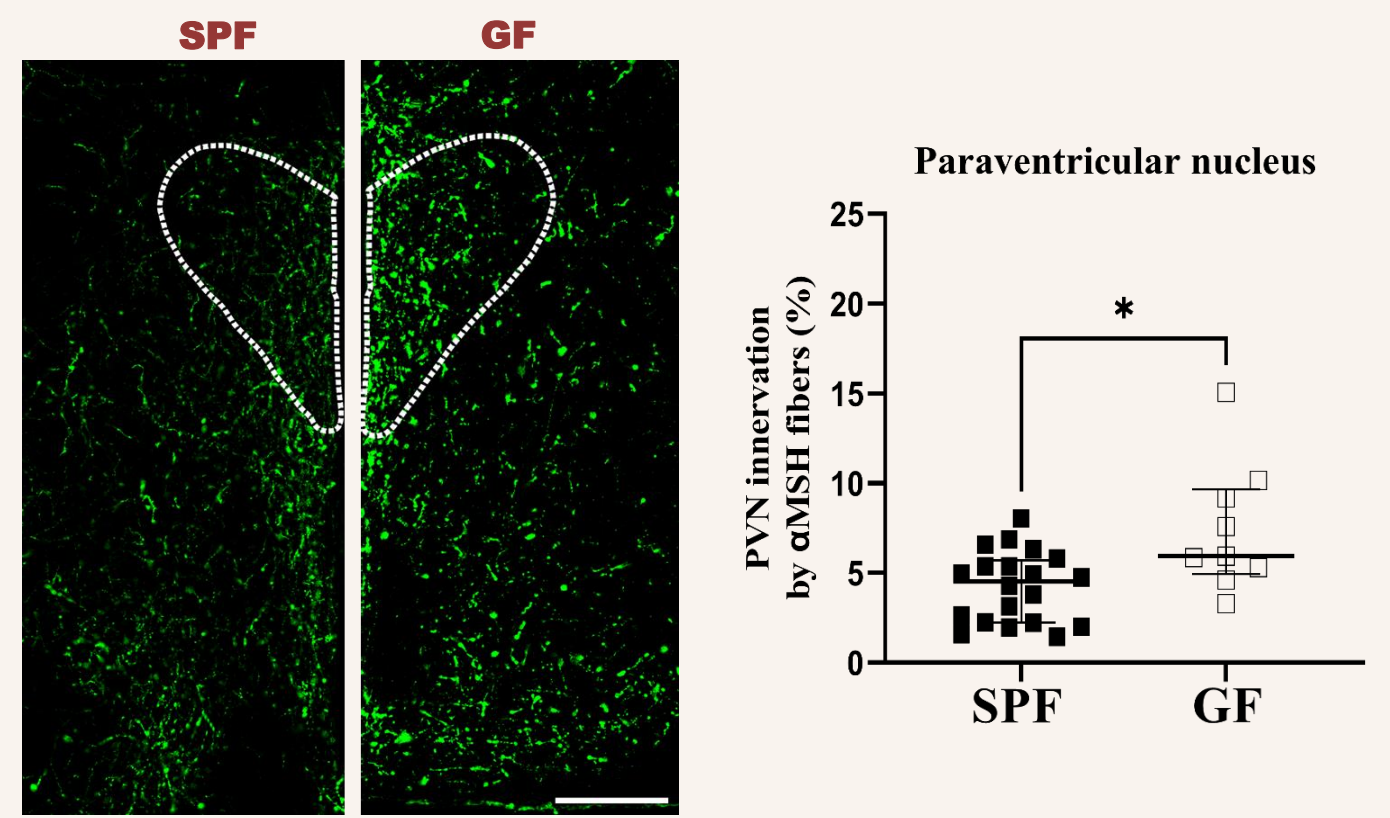 SPF GF
Paraventricular nucleus
PVN innervation
by αMSH fibers (%)
25
20
15
10
5
0
*
SPF GF